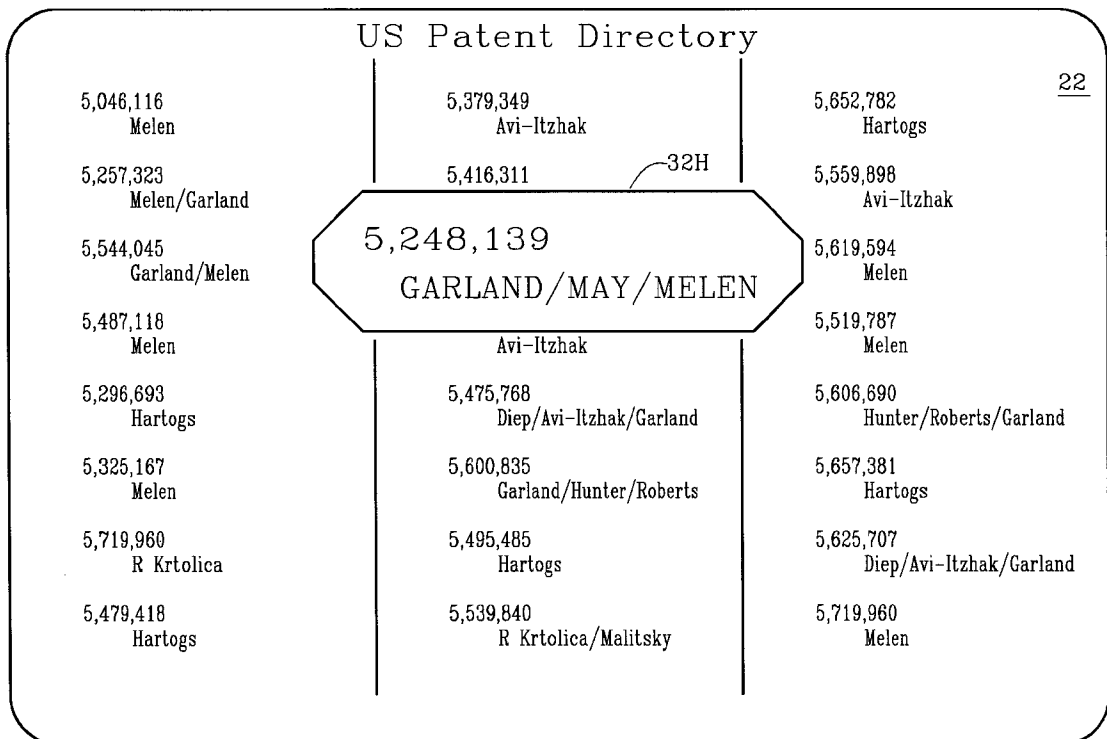 US Patent Directory
22
5,046,116
Melen
5,257,323
Melen/Garland
5,544,045
Garland/Melen
5,487,118
Melen
5,296,693
Hartogs
5,325,167
Melen
5,719,960
R Krtolica
5,479,418
Hartogs
5,379,349
Avi-Itzhak
5,416,311
32H
5,248,139
GARLAND/MAY/MELEN
Avi-Itzhak
5,475,768
Diep/Avi-Itzhak/Garland
5,600,835
Garland/Hunter/Roberts
5,495,485
Hartogs
5,539,840
R Krtolica/Malitsky
5,652,782
Hartogs
5,559,898
Avi-Itzhak
5,619,594
Melen
5,519,787
Melen
5,606,690
Hunter/Roberts/Garland
5,657,381
Hartogs
5,625,707
Diep/Avi-Itzhak/Garland
5,719,960
Melen